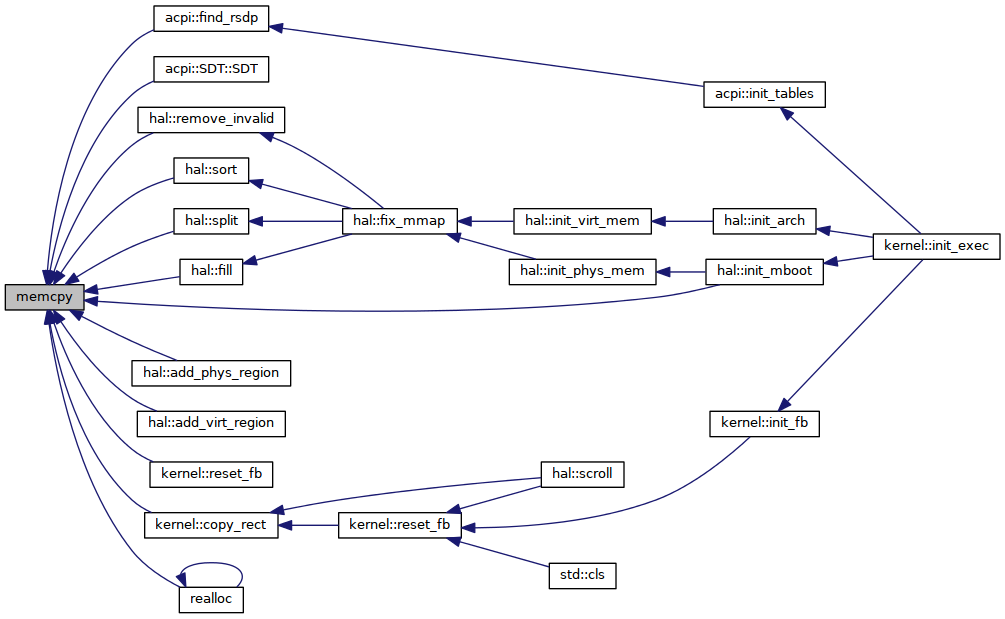 acpi::find_rsdp
acpi::SDT::SDT
acpi::init_tables
hal::remove_invalid
hal::sort
hal::split
hal::fix_mmap
hal::init_virt_mem
hal::init_arch
kernel::init_exec
hal::fill
hal::init_phys_mem
hal::init_mboot
memcpy
hal::add_phys_region
hal::add_virt_region
kernel::init_fb
kernel::reset_fb
hal::scroll
kernel::copy_rect
kernel::reset_fb
std::cls
realloc